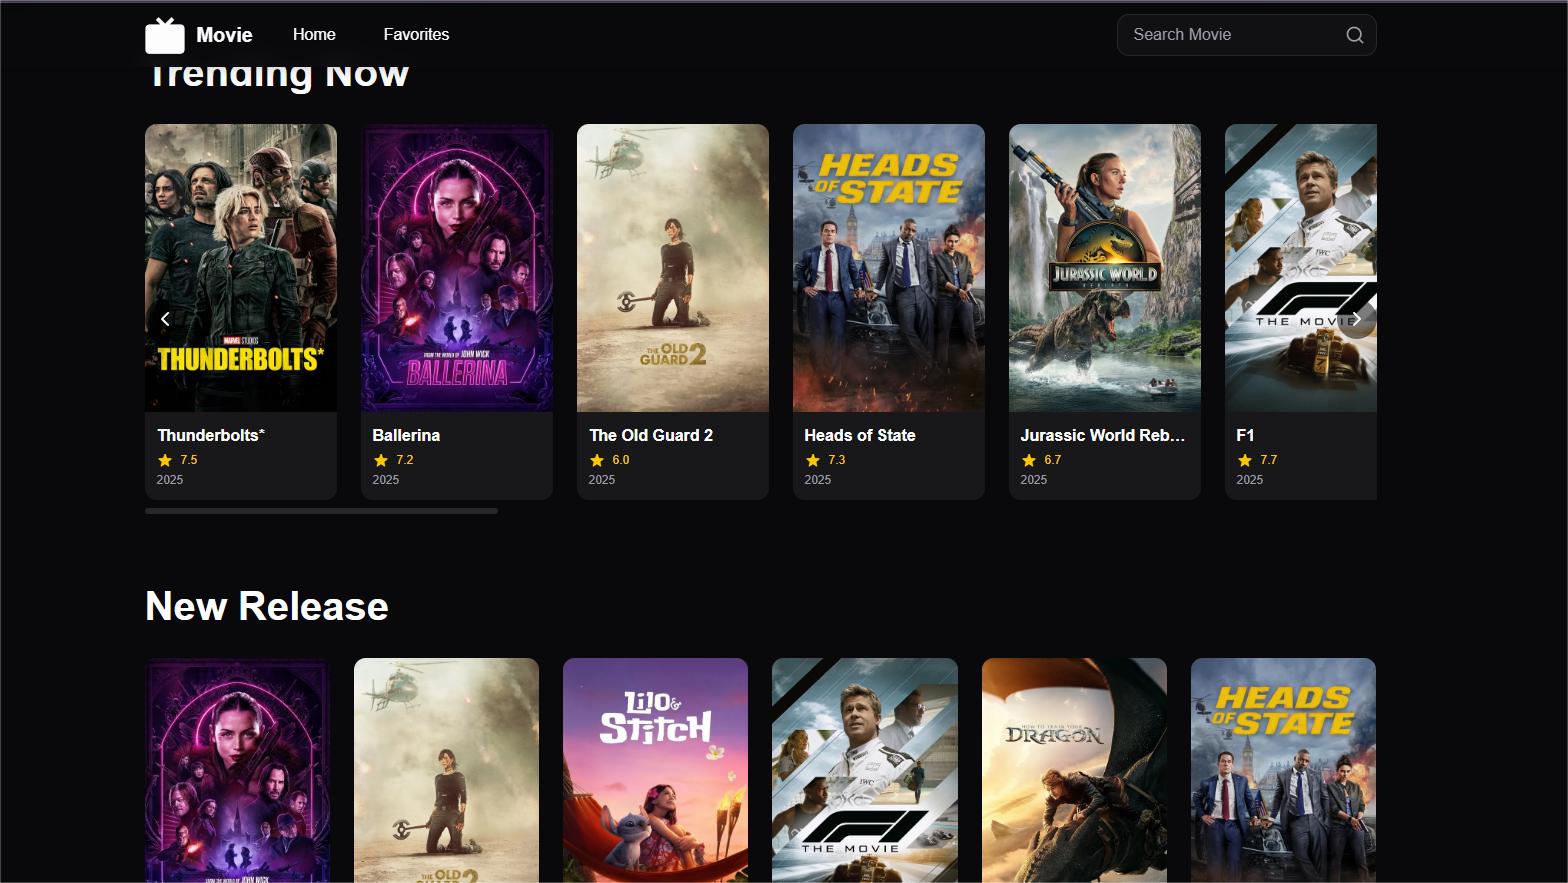 Movie
Home
Favorites
Search Movie
Trending Now
MARVEL STUDIOS
THUNDERBOLTS*
FROM THE WORLD OF JOHN WICK
BALLERINA
THE OLD
GUARD 2
HEADS
OF STATE
JURASSIC WORLD
REBIRTH
IWC
F1
THE MOVIE
Thunderbolts*
7.5
2025
Ballerina
7.2
2025
The Old Guard 2
6.0
2025
Heads of State
7.3
2025
Jurassic World Reb...
6.7
2025
F1
7.7
2025
New Release
FROM THE WORLD OF JOHN WICK
THE OLD
GUARD 2
Lilo &
Stitch
IWC
F1
THE MOVIE
HOW TO TRAIN YOUR
DRAGON
HEADS
OF STATE